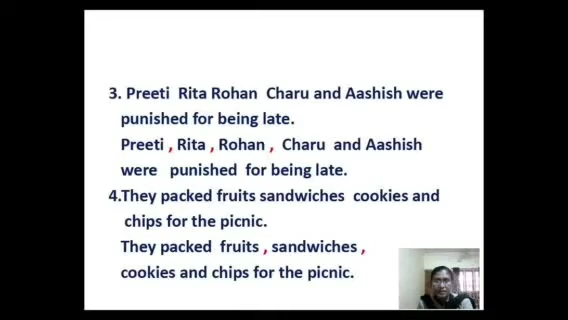 3. Preeti Rita Rohan Charu and Aashish were
punished for being late.
Preeti , Rita , Rohan , Charu and Aashish
were punished for being late.
4.They packed fruits sandwiches cookies and
chips for the picnic.
They packed fruits , sandwiches ,
cookies and chips for the picnic.